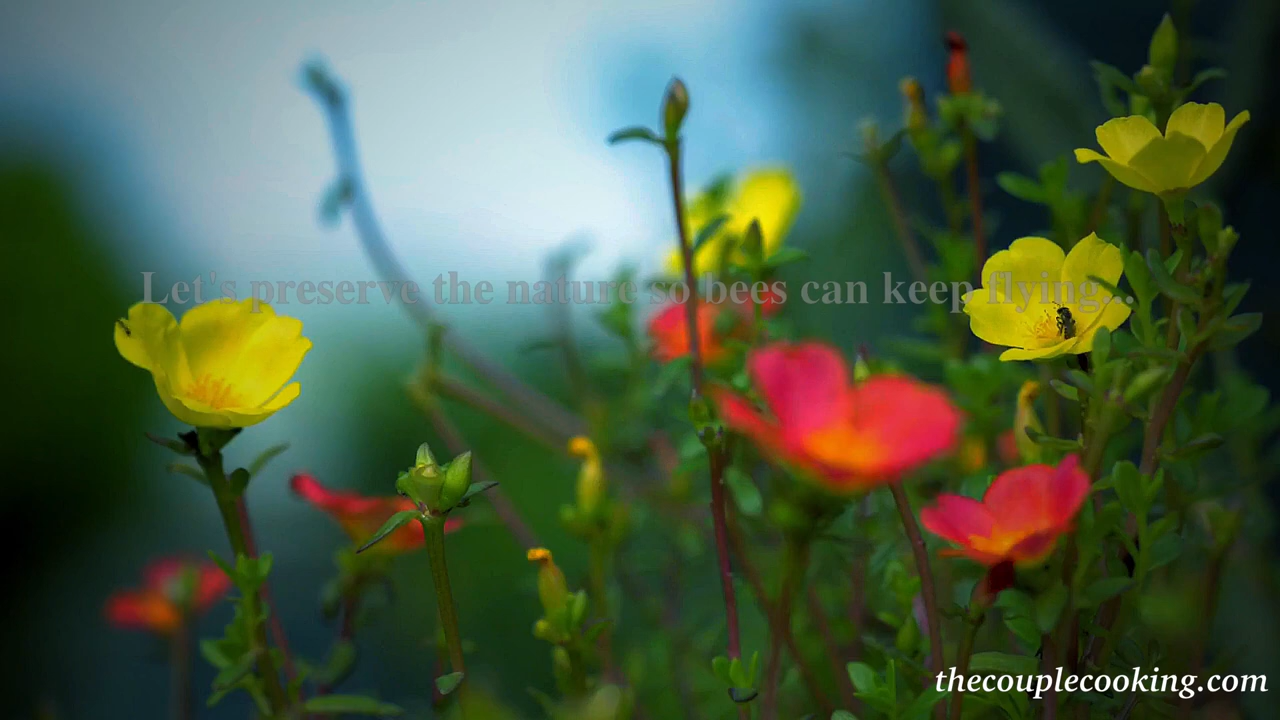 Let's preserve the nature so bees can keep flying...
thecouplecooking.com